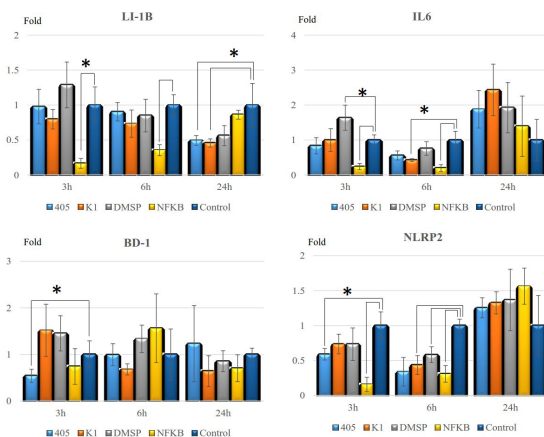 Fold
LI-1B
2
1.5
1
0.5
0
*
*
3h
6h
24h
405
K1
DMSP
NFKB
Control
Fold
IL6
4
3
2
1
0
*
*
3h
6h
24h
405
K1
DMSP
NFKB
Control
Fold
BD-1
3
2
1
0
*
3h
6h
24h
405
K1
DMSP
NFKB
Control
Fold
NLRP2
2
1.5
1
0.5
0
*
3h
6h
24h
405
K1
DMSP
NFKB
Control